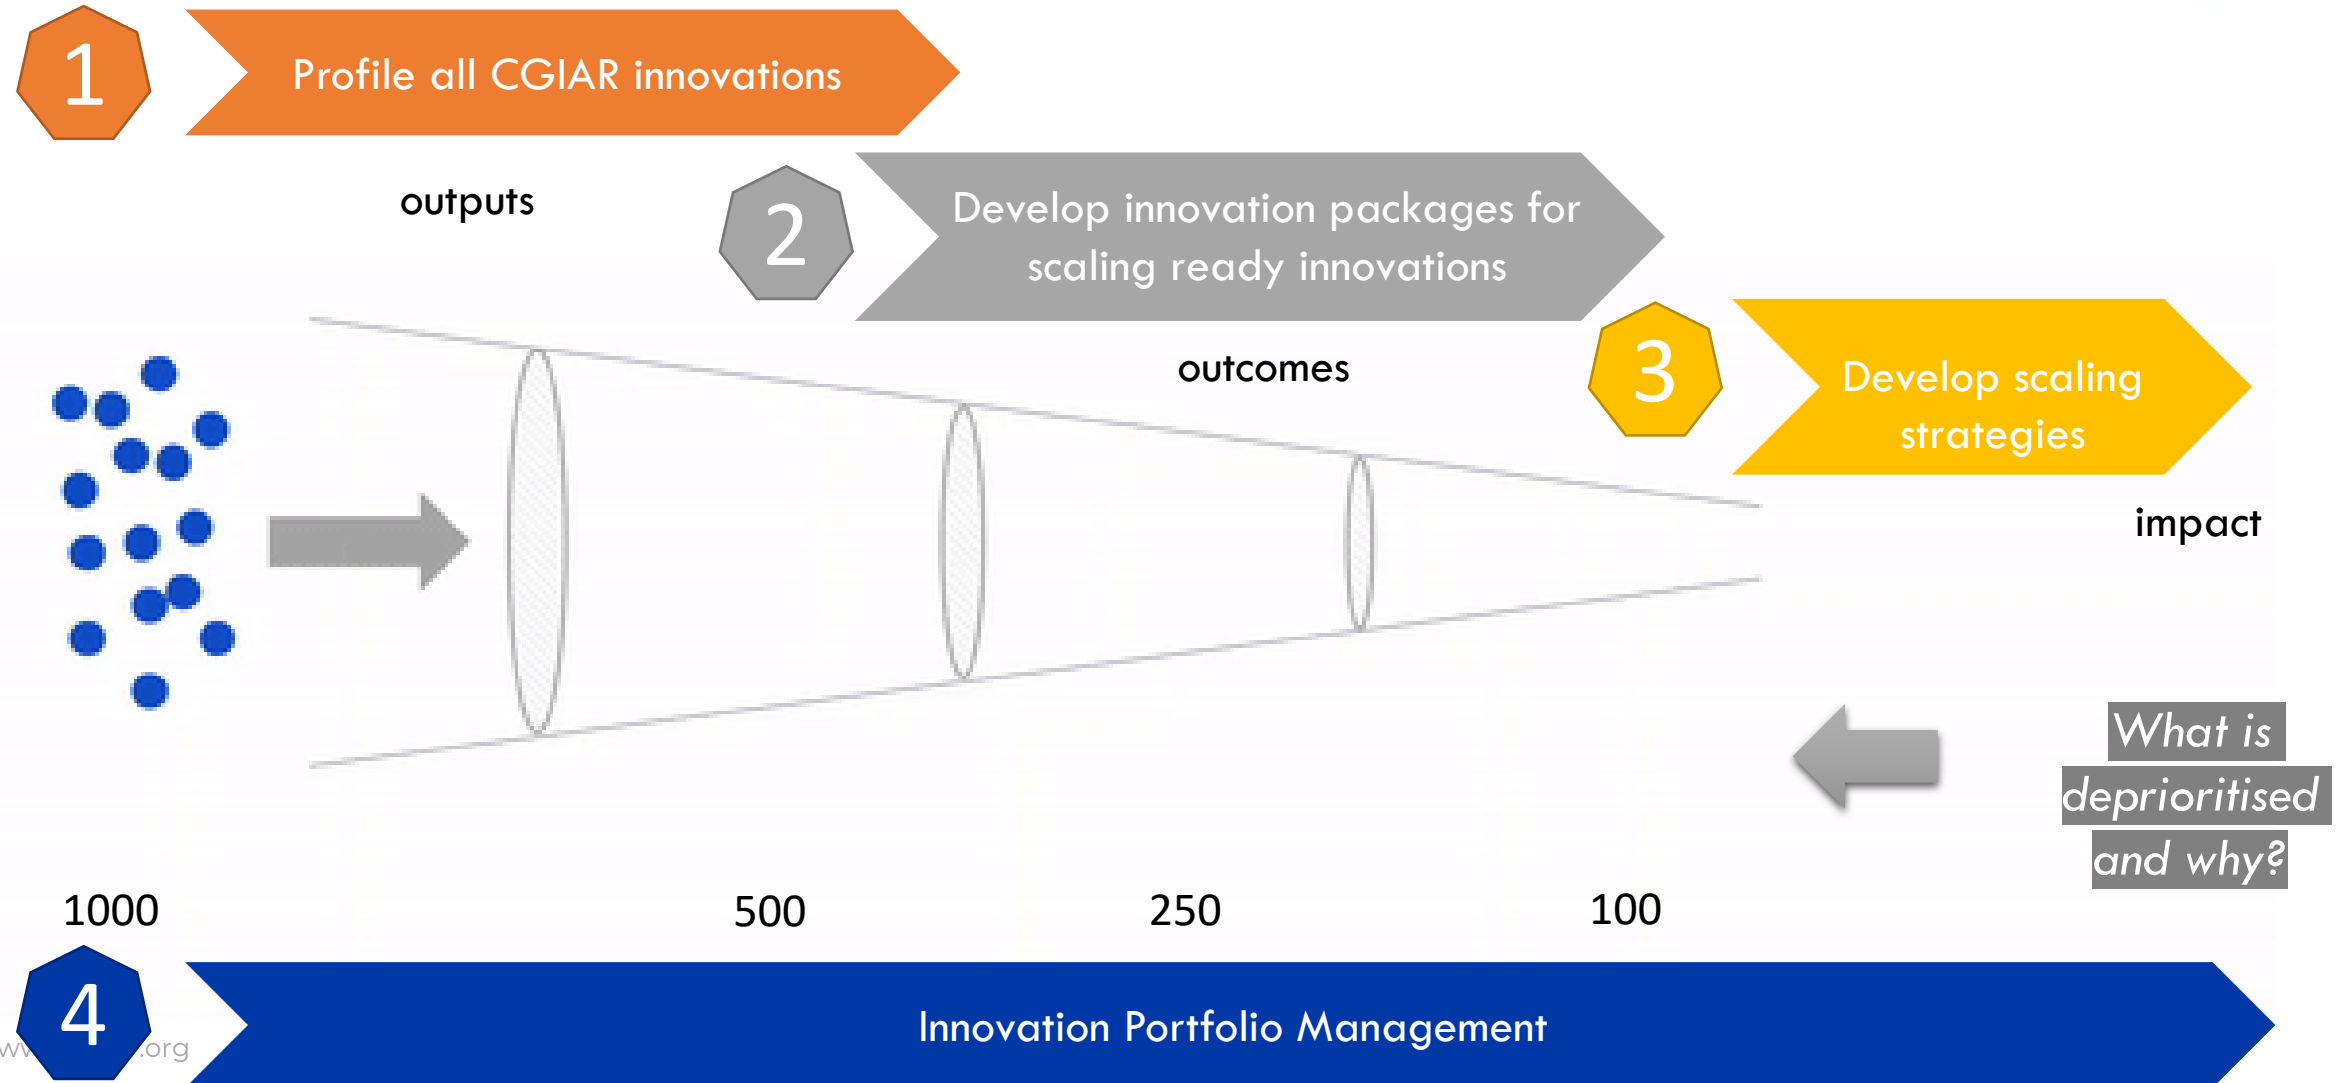 1
Profile all CGIAR innovations
outputs
2
Develop innovation packages for
scaling ready innovations
outcomes
3
Develop scaling
strategies
impact
What is
deprioritised
and why?
1000
500
250
100
4
Innovation Portfolio Management
.org